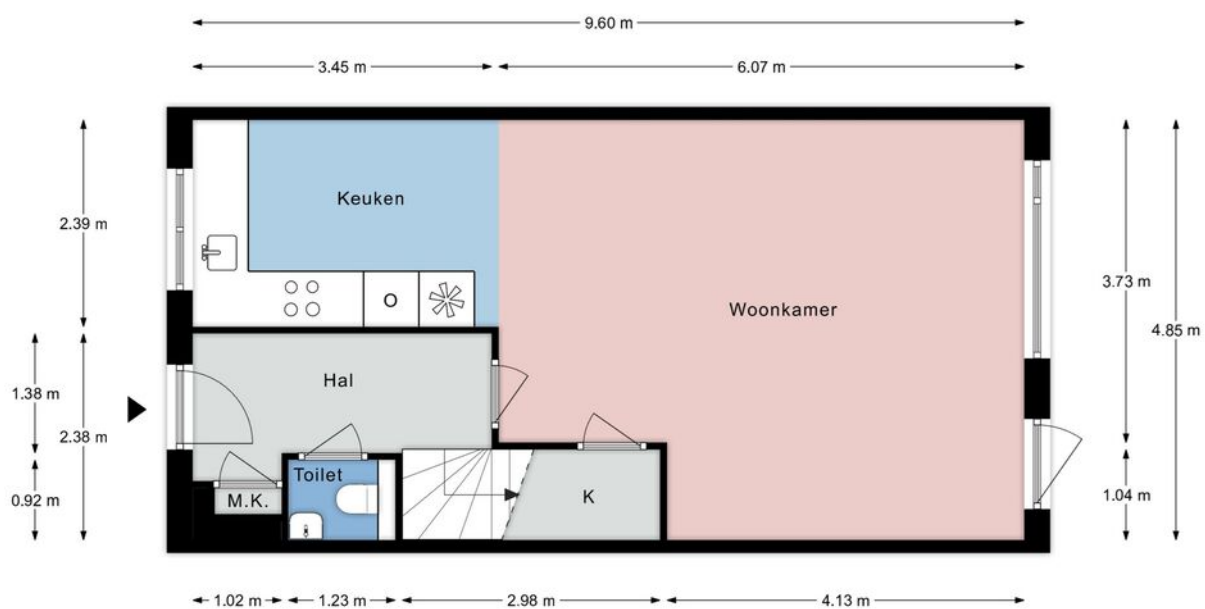 9.60 m
3.45 m
6.07 m
Keuken
2.39 m
3.73 m
Woonkamer
4.85 m
Hal
1.38 m
2.38 m
Toilet
0.92 m
M.K.
K
1.04 m
O
1.02 m
1.23 m
2.98 m
4.13 m